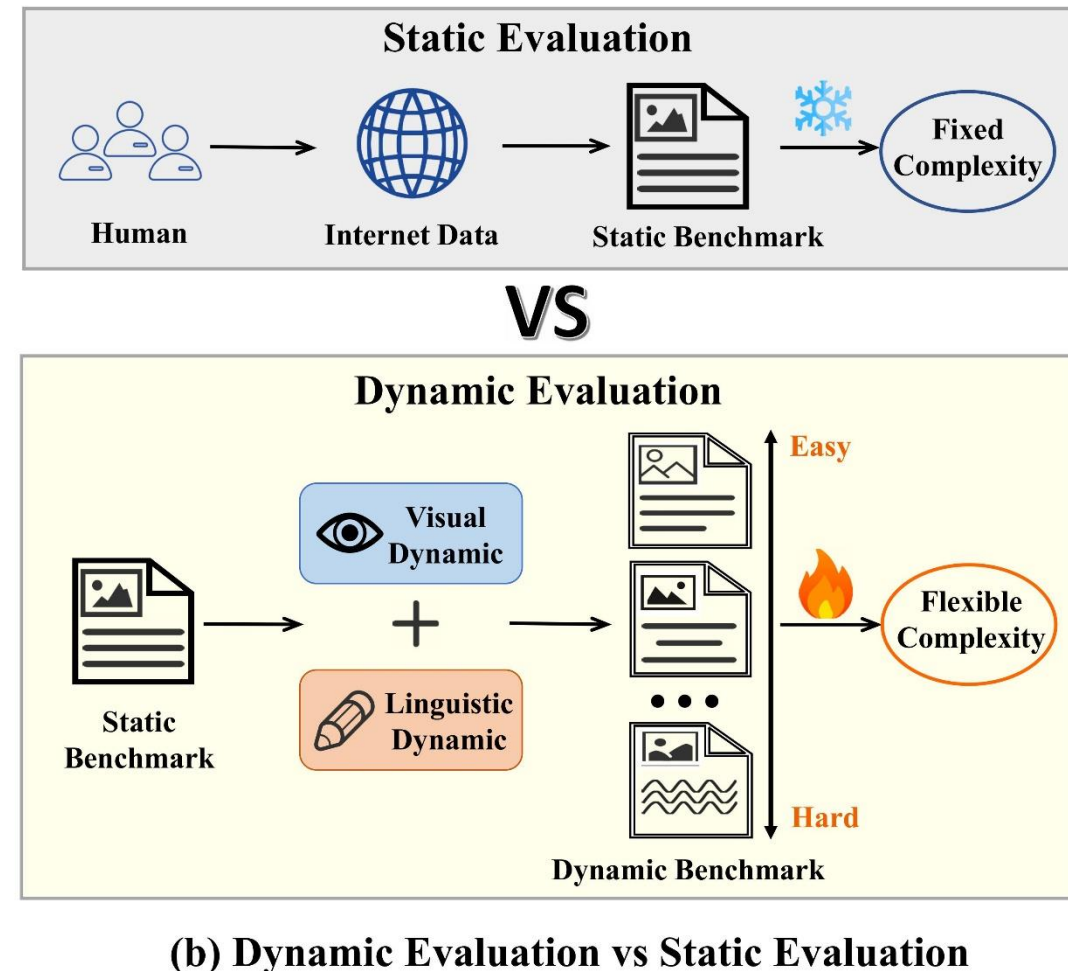 Static Evaluation
Human
Internet Data
Static Benchmark
Fixed
Complexity
VS
Dynamic Evaluation
Static
Benchmark
Visual
Dynamic
+
Linguistic
Dynamic
Easy
Hard
Dynamic Benchmark
Flexible
Complexity
(b) Dynamic Evaluation vs Static Evaluation